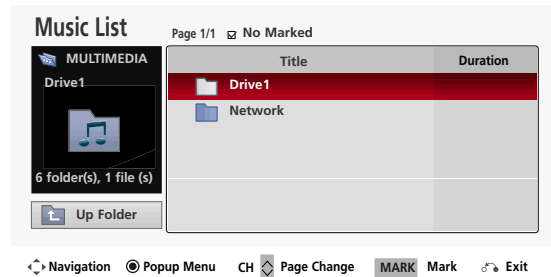 Music List
Page 1/1 No Marked
MULTIMEDIA
Drive1
6 folder(s), 1 file (s)
Up Folder
Title Duration
Drive1
Network
Navigation Popup Menu CH Page Change MARK Mark Exit